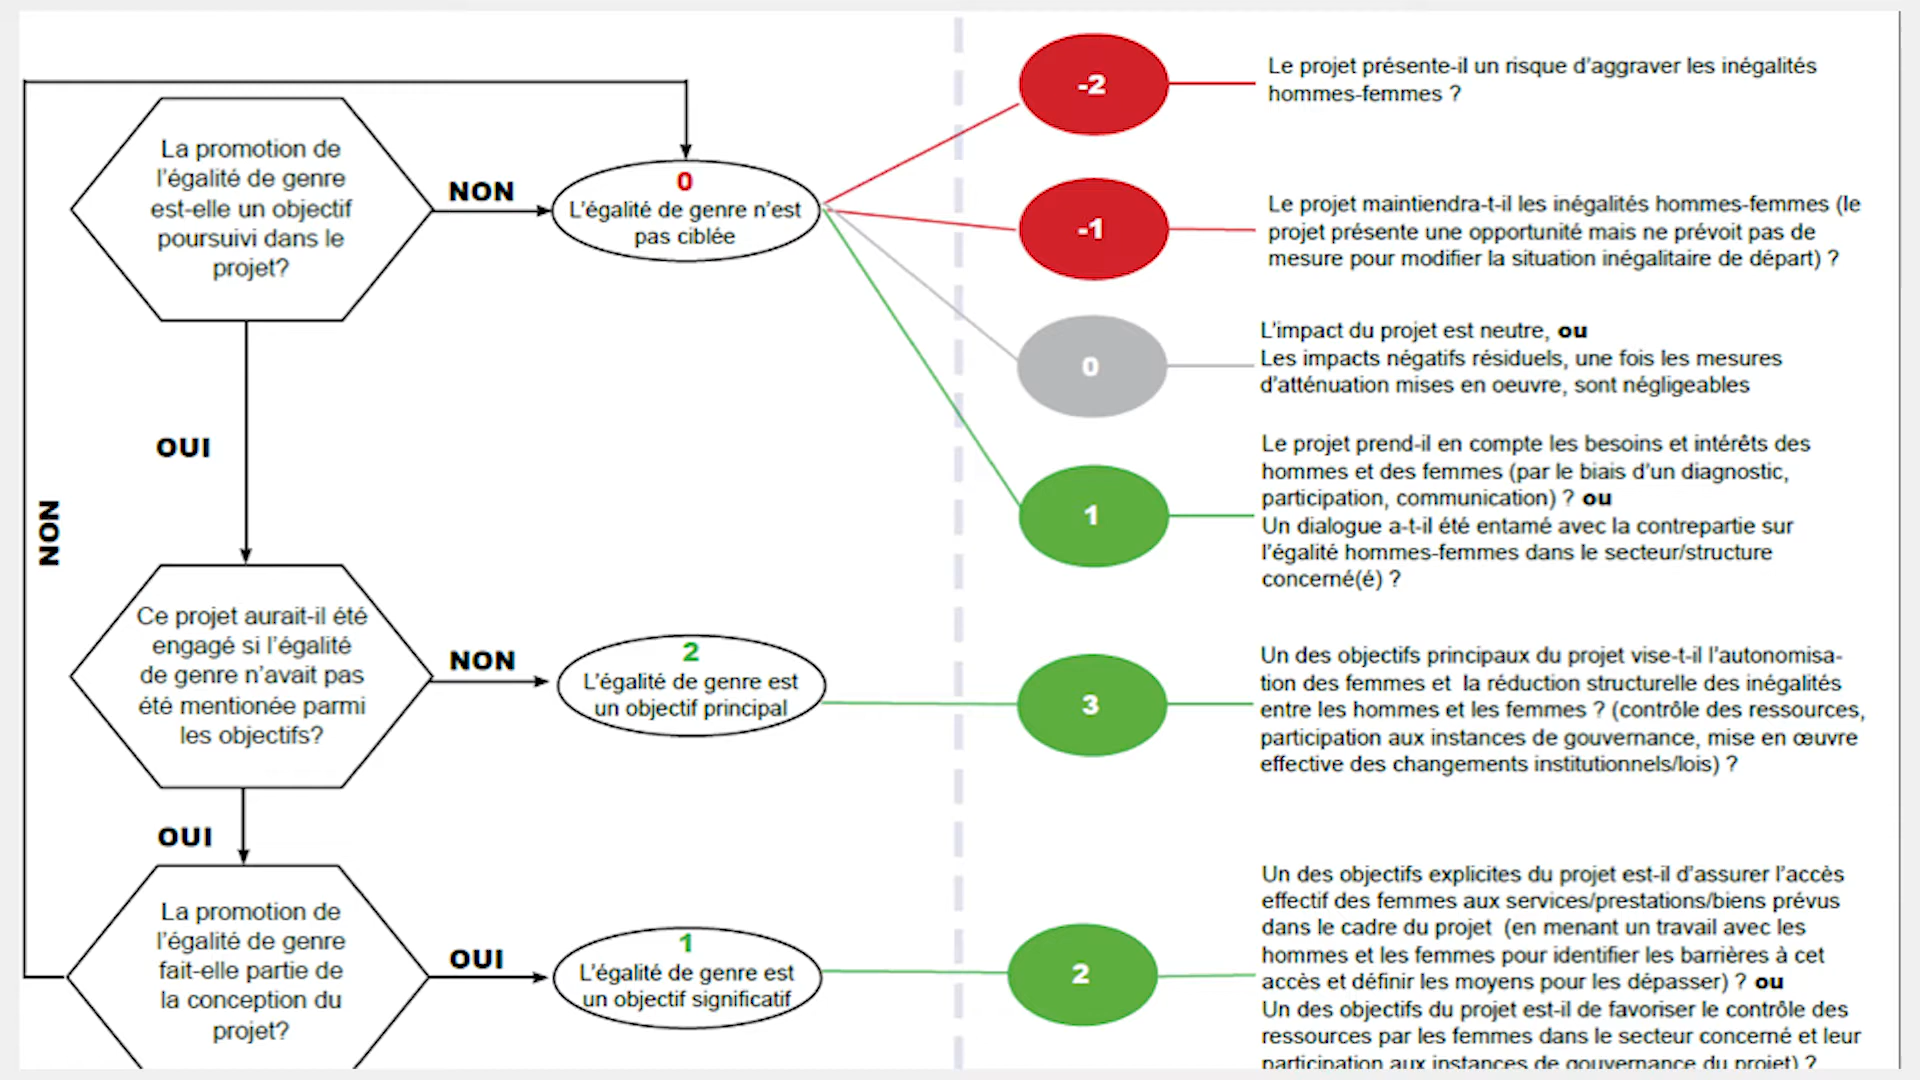 La promotion de
l'égalité de genre
est-elle un objectif
poursuivi dans le
projet?
NON
0
L'égalité de genre n'est
pas ciblée
OUI
NON
Ce projet aurait-il été
engagé si l'égalité
de genre n'avait pas
été mentionée parmi
les objectifs?
NON
2
L'égalité de genre est
un objectif principal
OUI
La promotion de
l'égalité de genre
fait-elle partie de
la conception du
projet?
OUI
1
L'égalité de genre est
un objectif significatif
-2
Le projet présente-il un risque d'aggraver les inégalités
hommes-femmes ?
-1
Le projet maintiendra-t-il les inégalités hommes-femmes (le
projet présente une opportunité mais ne prévoit pas de
mesure pour modifier la situation inégalitaire de départ) ?
0
L'impact du projet est neutre, ou
Les impacts négatifs résiduels, une fois les mesures
d'atténuation mises en oeuvre, sont négligeables
1
Le projet prend-il en compte les besoins et intérêts des
hommes et des femmes (par le biais d'un diagnostic,
participation, communication) ? ou
Un dialogue a-t-il été entamé avec la contrepartie sur
l'égalité hommes-femmes dans le secteur/structure
concerné(é) ?
3
Un des objectifs principaux du projet vise-t-il l'autonomisa-
tion des femmes et la réduction structurelle des inégalités
entre les hommes et les femmes ? (contrôle des ressources,
participation aux instances de gouvernance, mise en œuvre
effective des changements institutionnels/lois) ?
2
Un des objectifs explicites du projet est-il d'assurer l'accès
effectif des femmes aux services/prestations/biens prévus
dans le cadre du projet (en menant un travail avec les
hommes et les femmes pour identifier les barrières à cet
accès et définir les moyens pour les dépasser) ? ou
Un des objectifs du projet est-il de favoriser le contrôle des
ressources par les femmes dans le secteur concerné et leur
participation aux instances de gouvernance du projet) ?